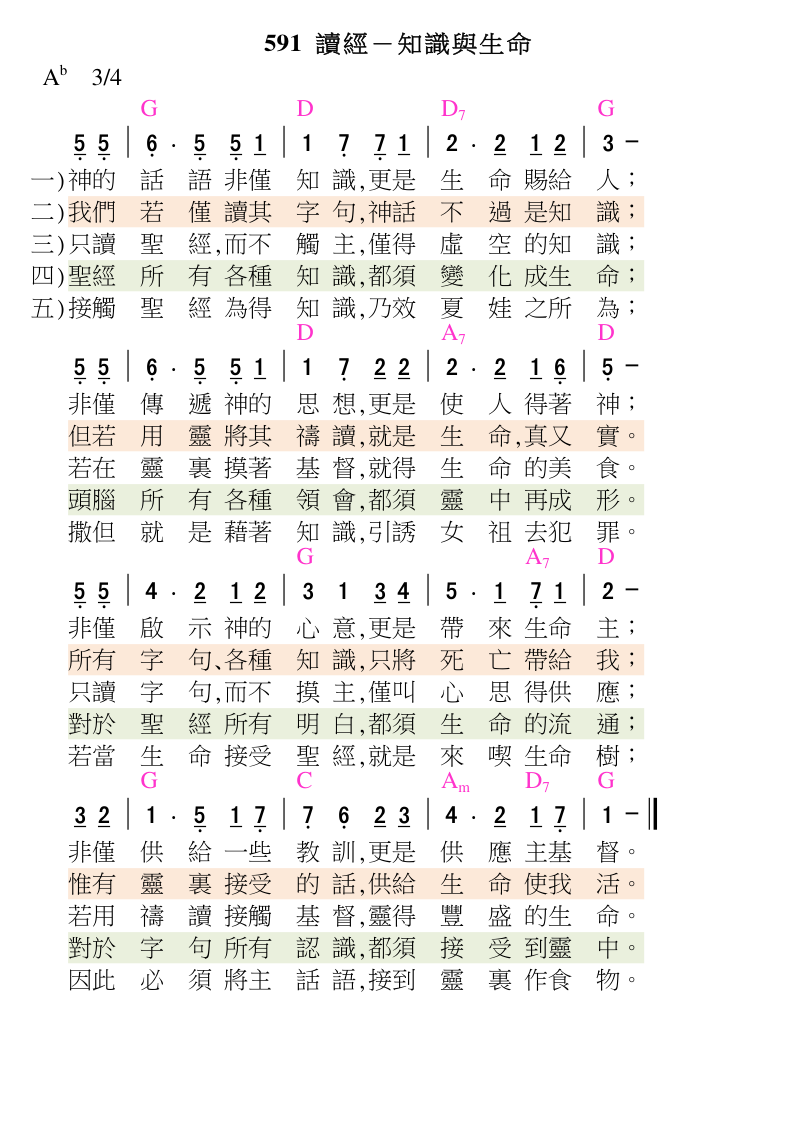 591 讀經－知識與生命
A♭ 3/4
G D D7 G
5 5 | 6 . 5 5 1 | 1 7 7 1 | 2 . 2 1 2 | 3 －
一)神的 話 語 非僅 知 識,更是 生 命 賜給 人；
二)我們 若 僅 讀其 字 句,神話 不 過 是知 識；
三)只讀 聖 經,而不 觸 主,僅得 虛 空 的知 識；
四)聖經 所 有 各種 知 識,都須 變 化 成生 命；
五)接觸 聖 經 為得 知 識,乃效 夏 娃 之所 為；
D A7 D
5 5 | 6 . 5 5 1 | 1 7 2 2 | 2 . 2 1 6 | 5 －
非僅 傳 遞 神的 思 想,更是 使 人 得著 神；
但若 用 靈 將其 禱 讀,就是 生 命,真又 實。
若在 靈 裏 摸著 基 督,就得 生 命 的美 食。
頭腦 所 有 各種 領 會,都須 靈 中 再成 形。
撒但 就 是 藉著 知 識,引誘 女 祖 去犯 罪。
G A7 D
5 5 | 4 . 2 1 2 | 3 1 3 4 | 5 . 1 7 1 | 2 －
非僅 啟 示 神的 心 意,更是 帶 來 生命 主；
所有 字 句、各種 知 識,只將 死 亡 帶給 我；
只讀 字 句,而不 摸 主,僅叫 心 思 得供 應；
對於 聖 經 所有 明 白,都須 生 命 的流 通；
若當 生 命 接受 聖 經,就是 來 喫 生命 樹；
G C Am D7 G
3 2 | 1 . 5 1 7 | 7 6 2 3 | 4 . 2 1 7 | 1 －
非僅 供 給 一些 教 訓,更是 供 應 主基 督。
惟有 靈 裏 接受 的 話,供給 生 命 使我 活。
若用 禱 讀 接觸 基 督,靈得 豐 盛 的生 命。
對於 字 句 所有 認 識,都須 接 受 到靈 中。
因此 必 須 將主 話 語,接到 靈 裏 作食 物。